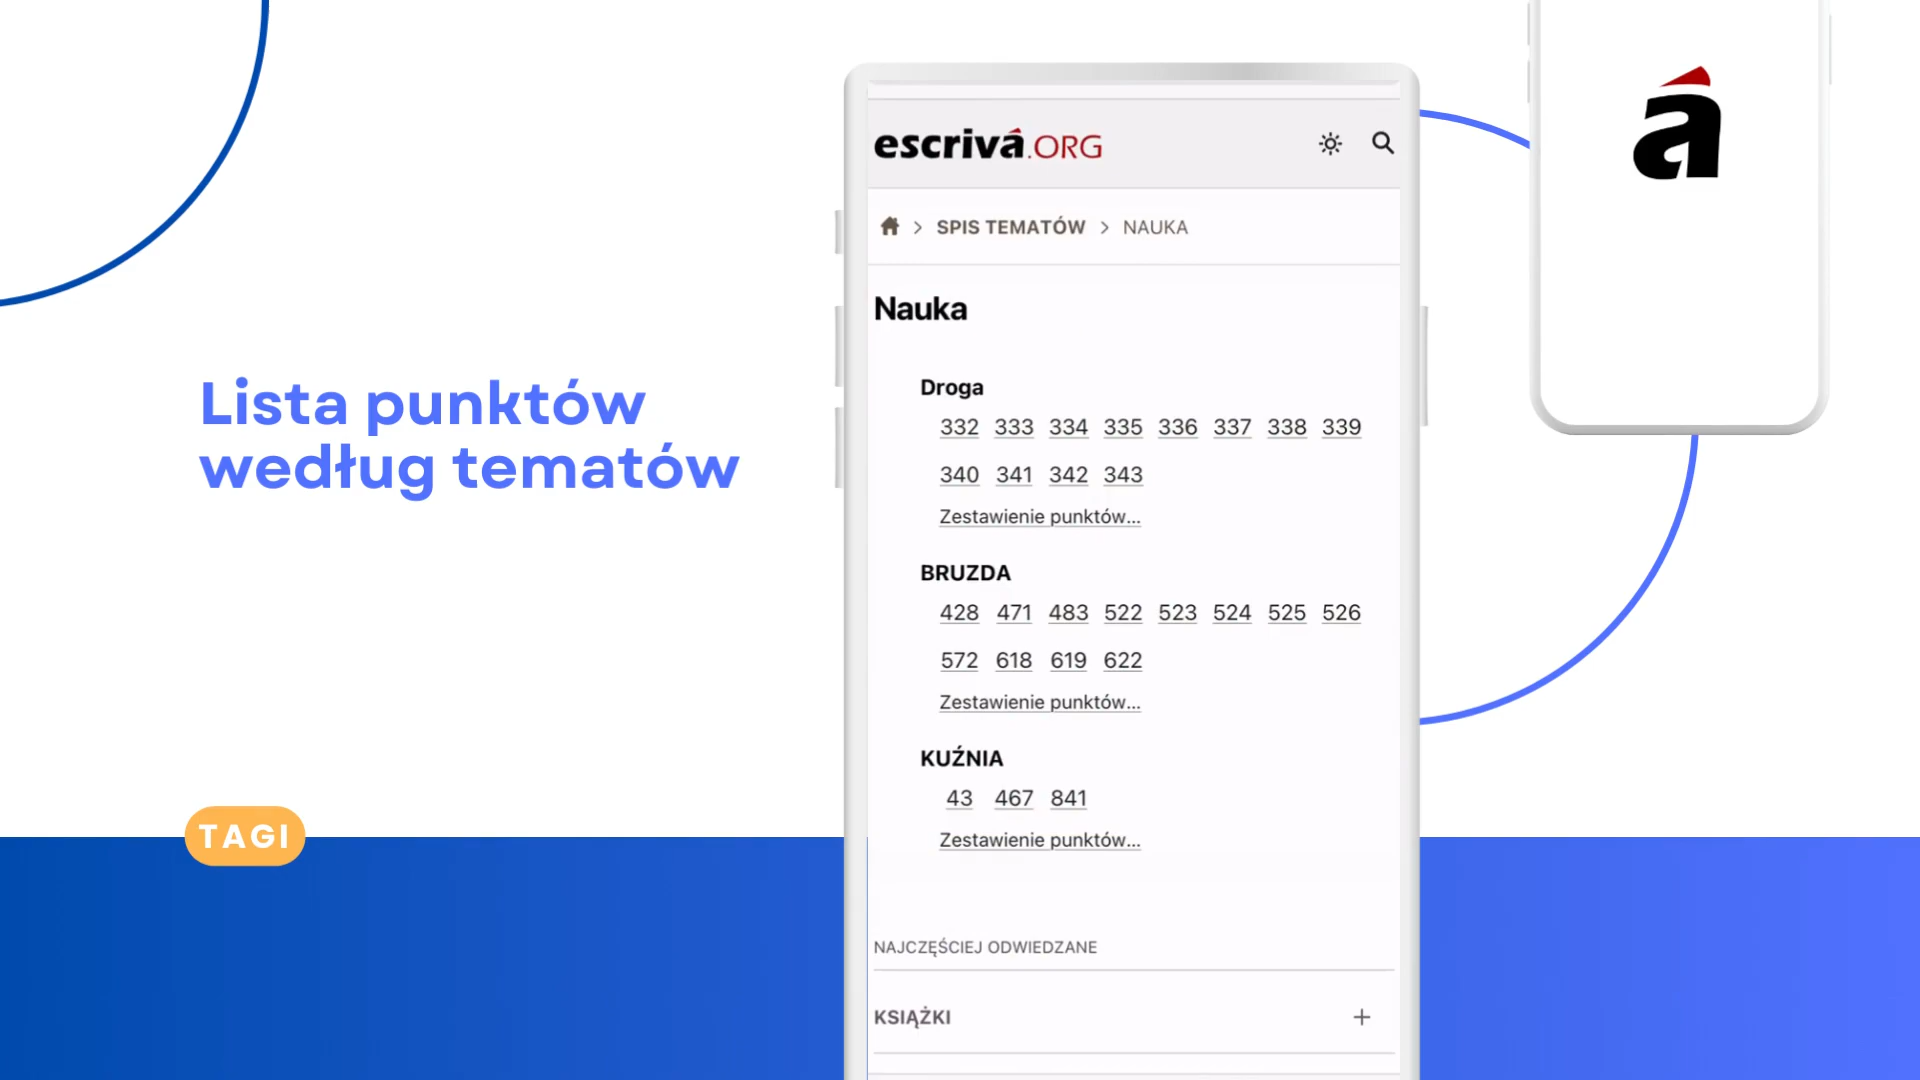 Lista punktów
według tematów
TAGI
escrivá.ORG
SPIS TEMATÓW > NAUKA
Nauka
Droga
332 333 334 335 336 337 338 339
340 341 342 343
Zestawienie punktów...
BRUZDA
428 471 483 522 523 524 525 526
572 618 619 622
Zestawienie punktów...
KUŹNIA
43 467 841
Zestawienie punktów...
NAJCZĘŚCIEJ ODWIEDZANE
KSIĄŻKI +
á